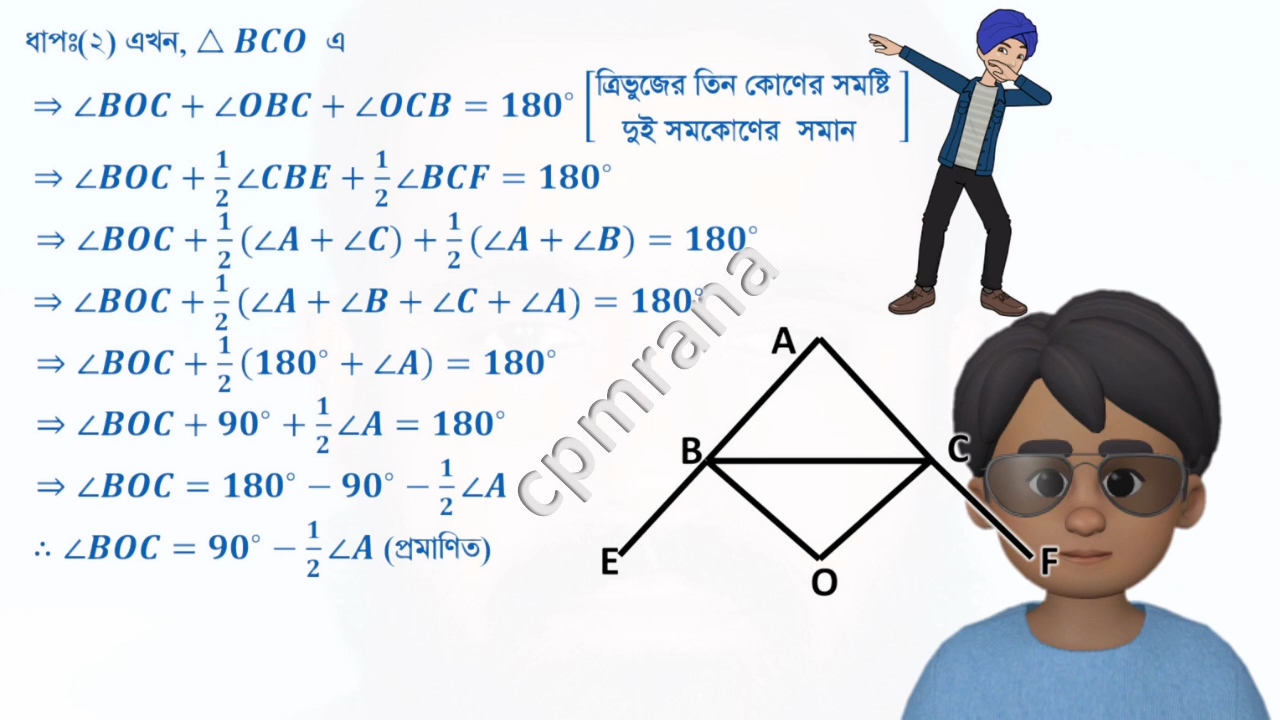 ধাপঃ(২) এখন, △ BCO এ
⇒ ∠BOC + ∠OBC + ∠OCB = 180° [ত্রিভুজের তিন কোণের সমষ্টি
দুই সমকোণের সমান]
⇒ ∠BOC + 1/2 ∠CBE + 1/2 ∠BCF = 180°
⇒ ∠BOC + 1/2 (∠A + ∠C) + 1/2 (∠A + ∠B) = 180°
⇒ ∠BOC + 1/2 (∠A + ∠B + ∠C + ∠A) = 180°
⇒ ∠BOC + 1/2 (180° + ∠A) = 180°
⇒ ∠BOC + 90° + 1/2 ∠A = 180°
⇒ ∠BOC = 180° − 90° − 1/2 ∠A
∴ ∠BOC = 90° − 1/2 ∠A (প্রমাণিত)
cpmrana
A
B C
E F
O